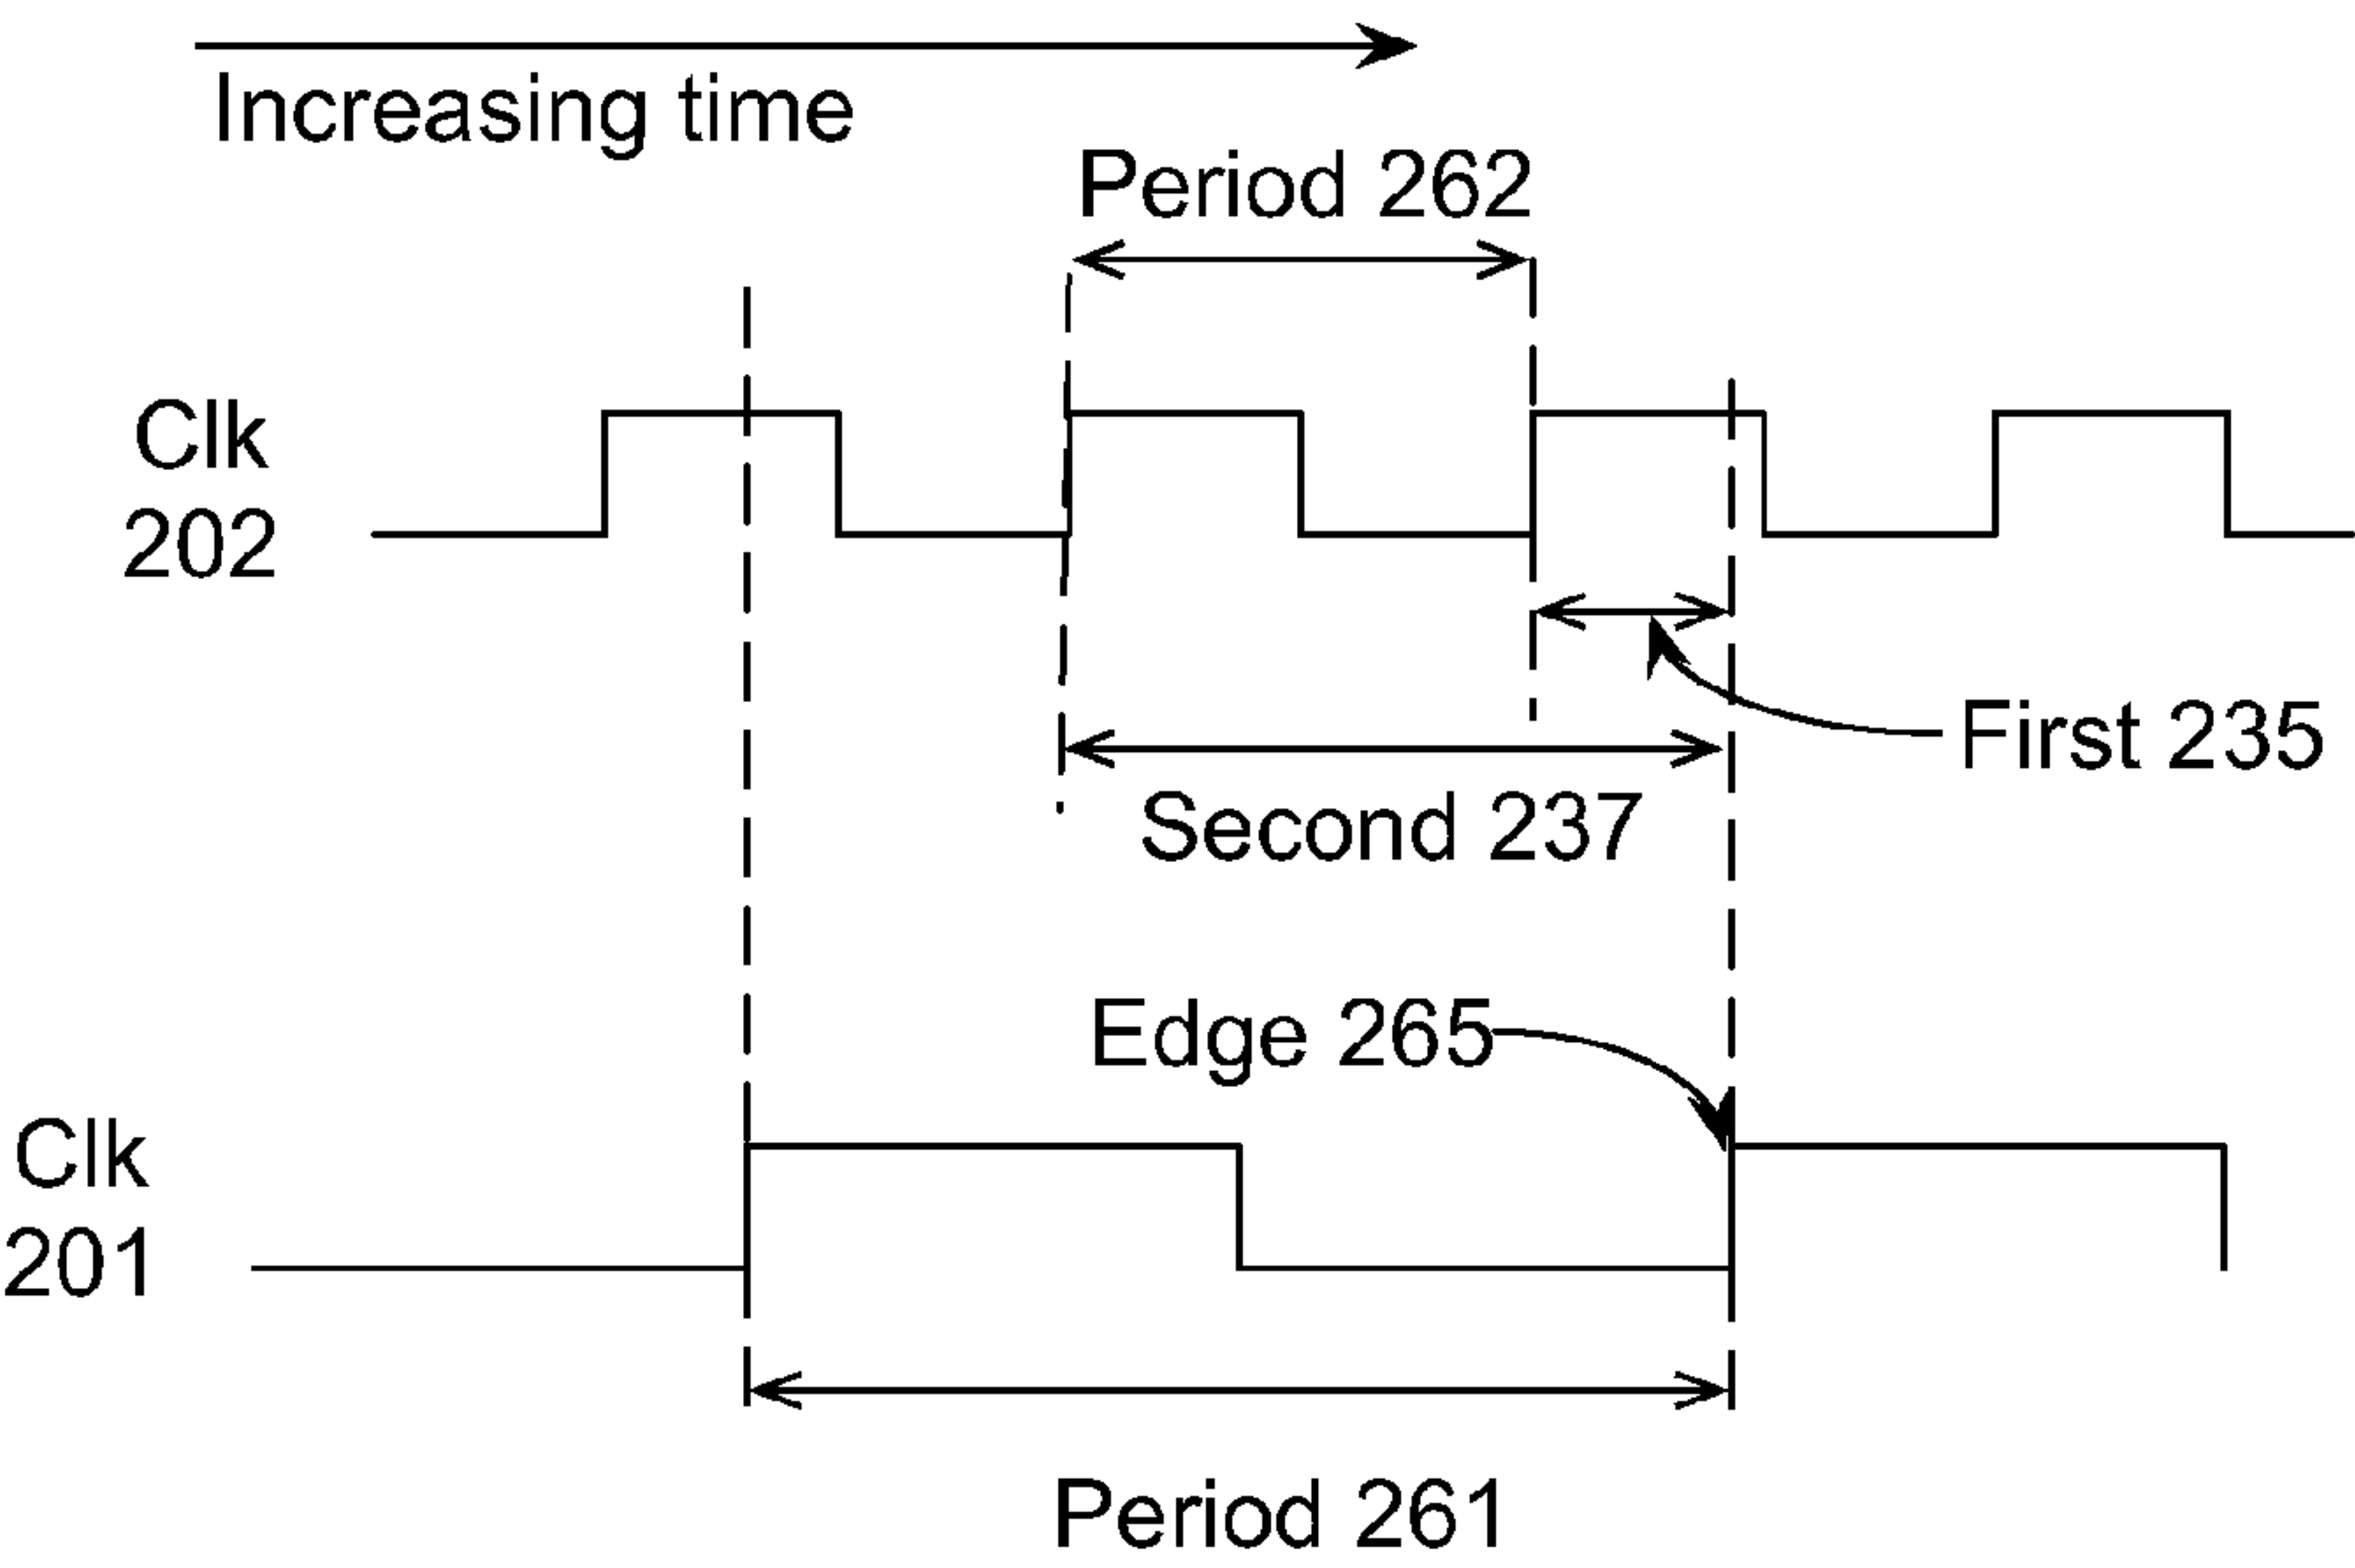 Increasing time
Period 262
Clk
202
First 235
Second 237
Edge 265
Clk
201
Period 261